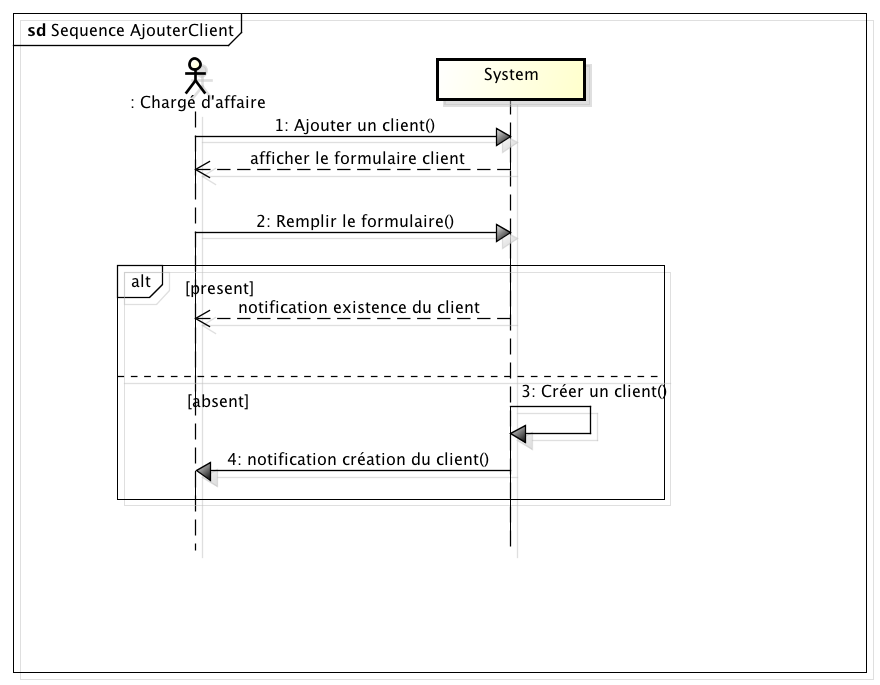 sd Sequence AjouterClient
System
: Chargé d'affaire
1: Ajouter un client()
afficher le formulaire client
2: Remplir le formulaire()
alt
[present]
notification existence du client
3: Créer un client()
[absent]
4: notification création du client()